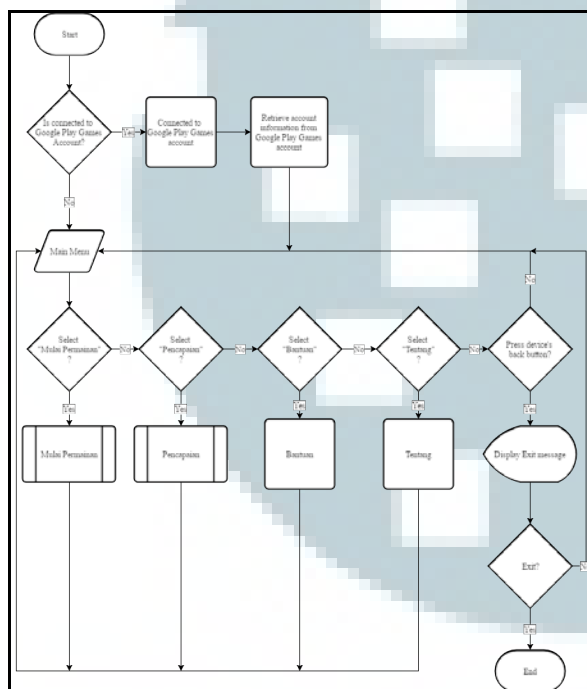 Start
Is connected to
Google Play Games
Account?
Yes
Connected to
Google Play Games
account
Retrieve account
information from
Google Play Games
account
No
Main Menu
No
Select
"Mulai Permainan"
?
No
Select
"Pencapaian"
?
No
Select
"Bantuan"
?
No
Select
"Tentang"
?
No
Press device's
back button?
Yes
Yes
Yes
Yes
Yes
Mulai Permainan
Pencapaian
Bantuan
Tentang
Display Exit message
Exit?
No
Yes
End